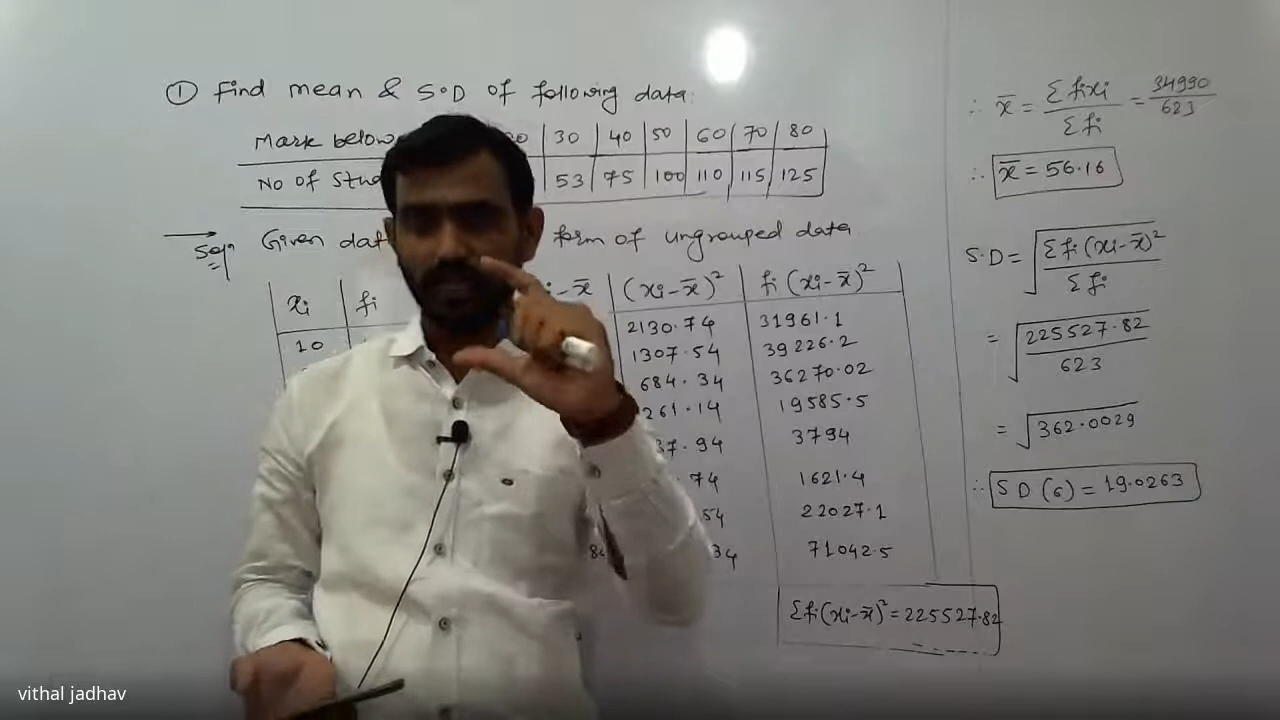 ① Find mean & S.D of following data:
Mark below 30 40 50 60 70 80
No of Stud 53 75 100 110 115 125
Solⁿ Given dat form of ungrouped data
xi fi i-x̄ (xi-x̄)² fi (xi-x̄)²
10 2130.74 31961.1
1307.54 39226.2
684.34 36270.02
261.14 19585.5
37.94 3794
.74 1621.4
54 22027.1
84 34 71042.5
Σfi(xi-x̄)² = 225527.82
∴ x̄ = Σfixi / Σfi = 34990 / 623
∴ x̄ = 56.16
S.D = √(Σfi(xi-x̄)² / Σfi)
= √(225527.82 / 623)
= √362.0029
∴ S D (σ) = 19.0263
vithal jadhav